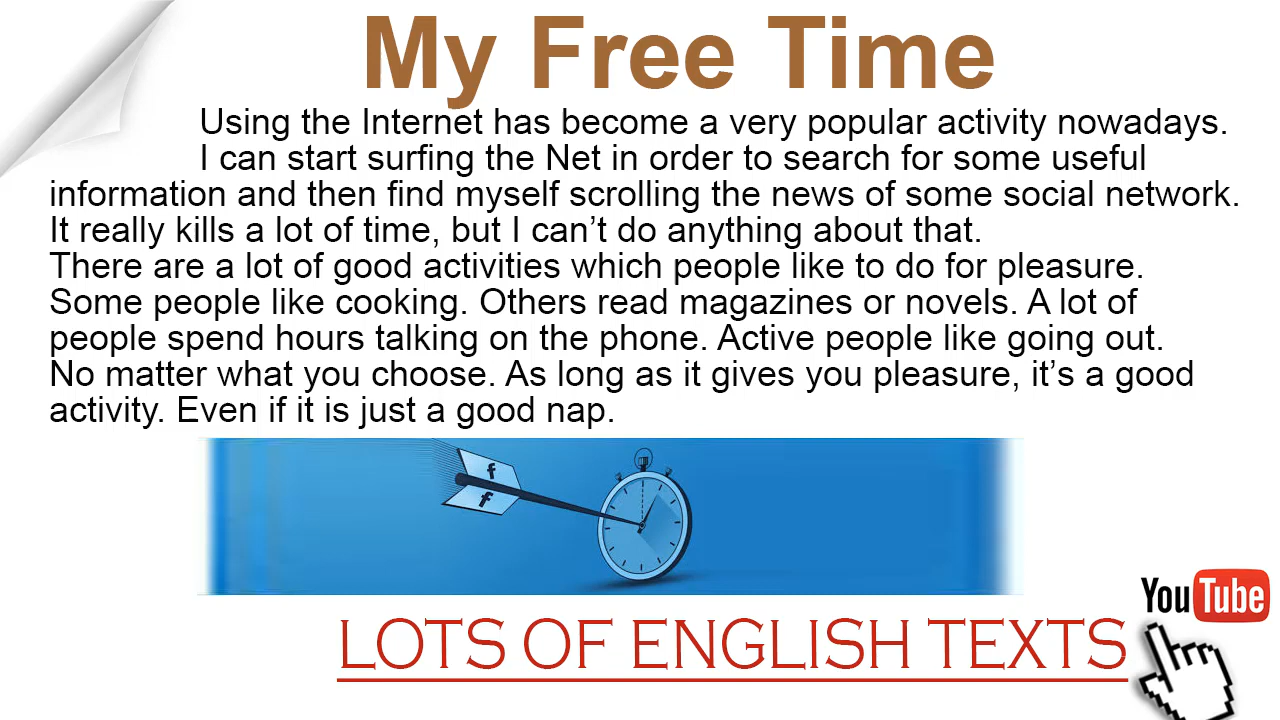 My Free Time
Using the Internet has become a very popular activity nowadays.
I can start surfing the Net in order to search for some useful
information and then find myself scrolling the news of some social network.
It really kills a lot of time, but I can’t do anything about that.
There are a lot of good activities which people like to do for pleasure.
Some people like cooking. Others read magazines or novels. A lot of
people spend hours talking on the phone. Active people like going out.
No matter what you choose. As long as it gives you pleasure, it’s a good
activity. Even if it is just a good nap.
f
f
YouTube
LOTS OF ENGLISH TEXTS